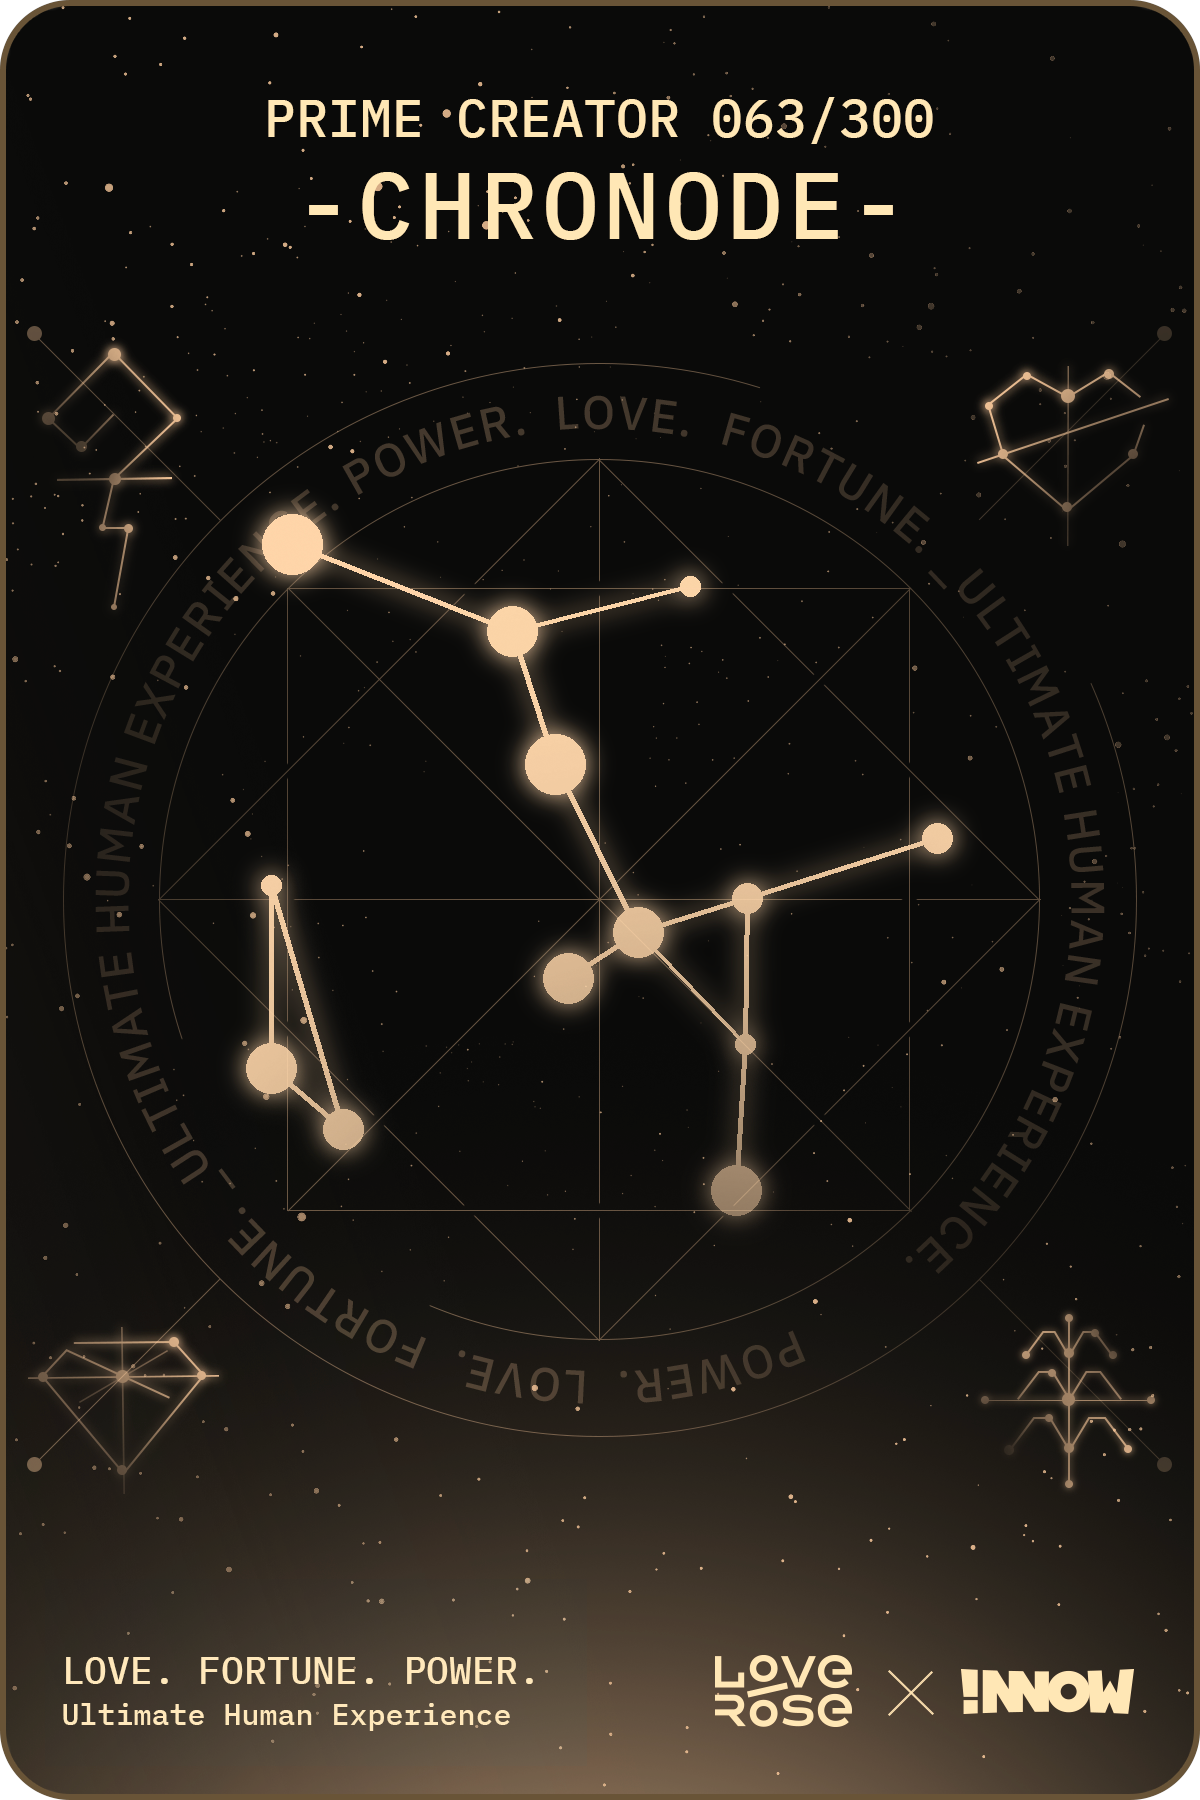 PRIME CREATOR 063/300
-CHRONODE-
POWER. LOVE. FORTUNE. – ULTIMATE HUMAN EXPERIENCE.
POWER. LOVE. FORTUNE. – ULTIMATE HUMAN EXPERIENCE.
LOVE. FORTUNE. POWER.
Ultimate Human Experience
LOVE ROSE
!NNOW